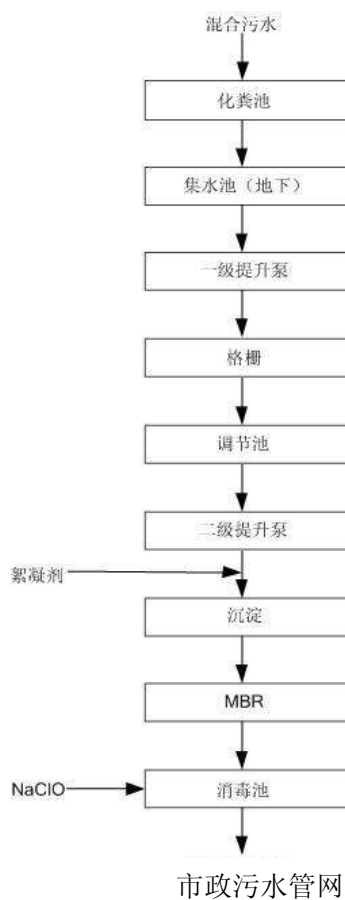 混合污水
化粪池
集水池（地下）
一级提升泵
格栅
调节池
二级提升泵
絮凝剂
沉淀
MBR
NaClO
消毒池
市政污水管网